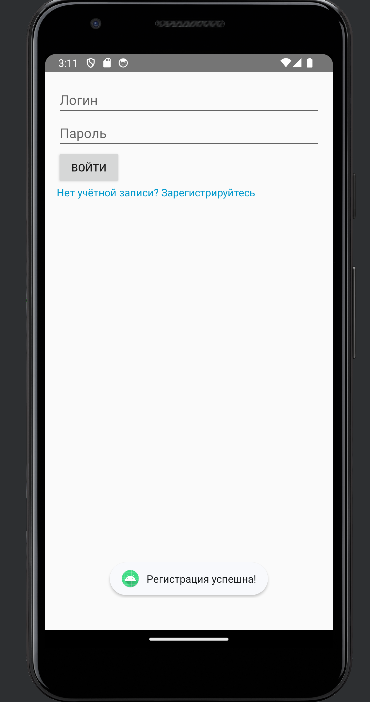 3:11
Логин
Пароль
ВОЙТИ
Нет учётной записи? Зарегистрируйтесь
Регистрация успешна!